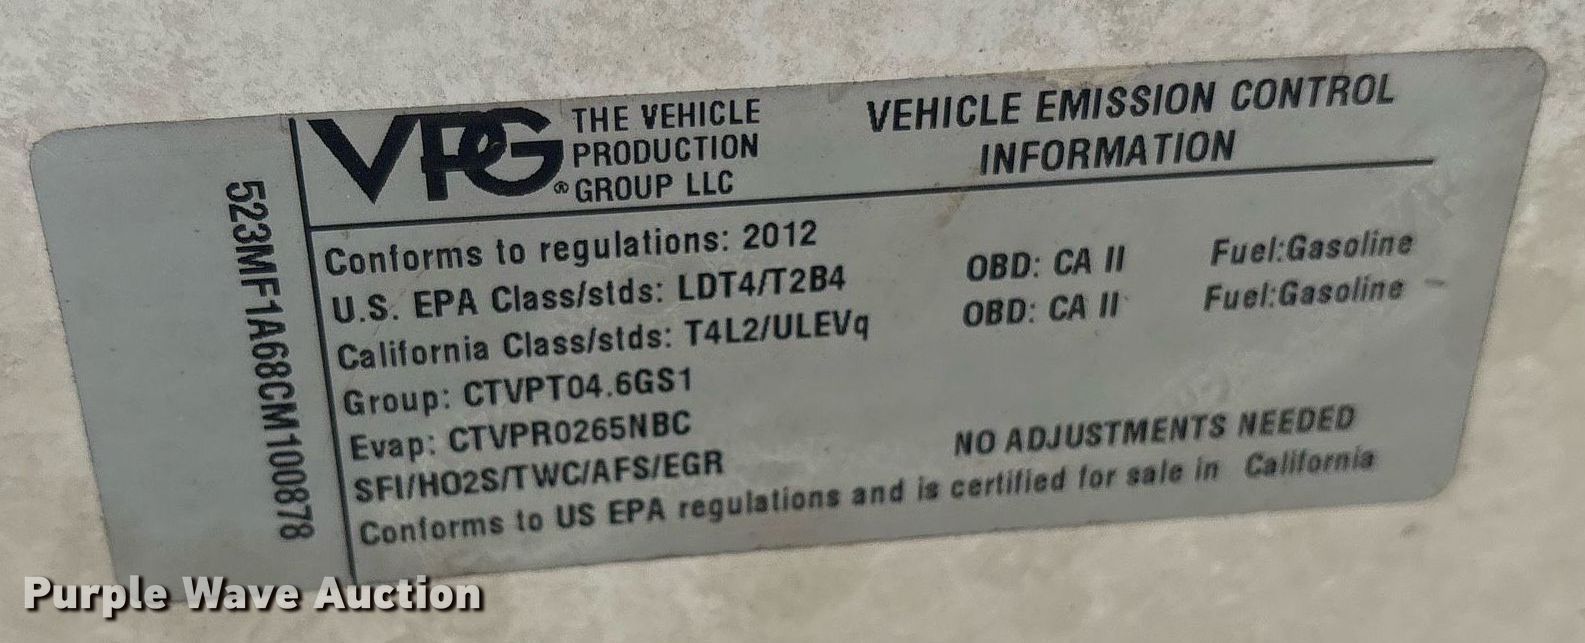 VPG®
THE VEHICLE
PRODUCTION
GROUP LLC
VEHICLE EMISSION CONTROL
INFORMATION
523MF1A68CM100878
Conforms to regulations: 2012
U.S. EPA Class/stds: LDT4/T2B4 OBD: CA II Fuel:Gasoline
California Class/stds: T4L2/ULEVq OBD: CA II Fuel:Gasoline
Group: CTVPT04.6GS1
Evap: CTVPR0265NBC
SFI/HO2S/TWC/AFS/EGR NO ADJUSTMENTS NEEDED
Conforms to US EPA regulations and is certified for sale in California
Purple Wave Auction